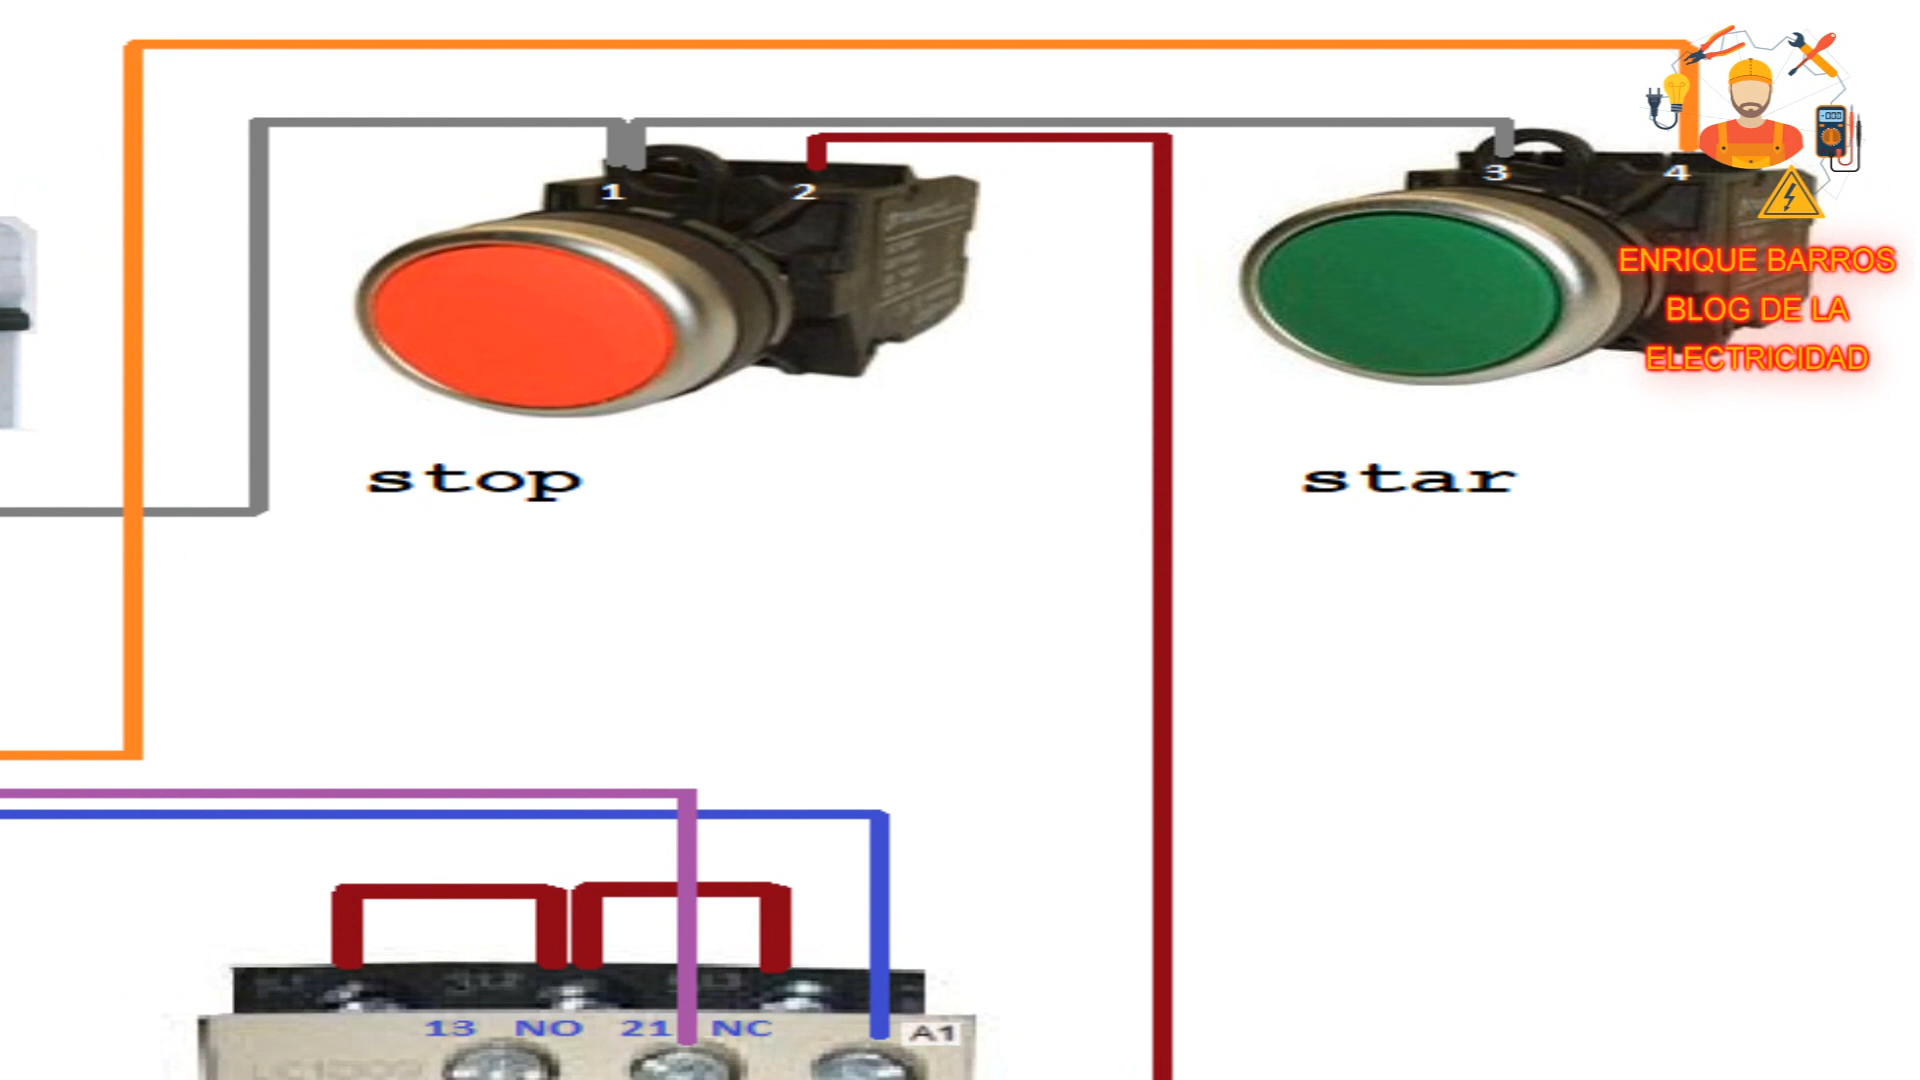 1
2
3
4
ENRIQUE BARROS
BLOG DE LA
ELECTRICIDAD
stop
star
13 NO 21 NC
A1